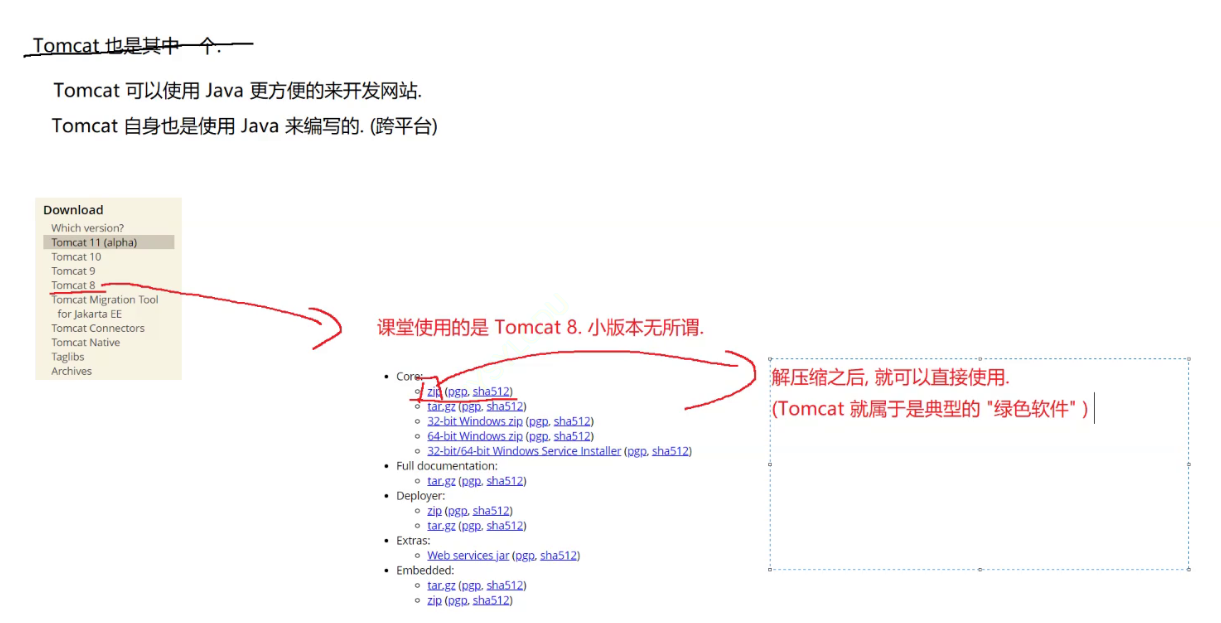 Tomcat 也是其中一个.
Tomcat 可以使用 Java 更方便的来开发网站.
Tomcat 自身也是使用 Java 来编写的. (跨平台)
Download
Which version?
Tomcat 11 (alpha)
Tomcat 10
Tomcat 9
Tomcat 8
Tomcat Migration Tool
for Jakarta EE
Tomcat Connectors
Tomcat Native
Taglibs
Archives
课堂使用的是 Tomcat 8. 小版本无所谓.
Core:
zip (pgp, sha512)
tar.gz (pgp, sha512)
32-bit Windows zip (pgp, sha512)
64-bit Windows zip (pgp, sha512)
32-bit/64-bit Windows Service Installer (pgp, sha512)
Full documentation:
tar.gz (pgp, sha512)
Deployer:
zip (pgp, sha512)
tar.gz (pgp, sha512)
Extras:
Web services jar (pgp, sha512)
Embedded:
tar.gz (pgp, sha512)
zip (pgp, sha512)
解压缩之后, 就可以直接使用.
(Tomcat 就属于是典型的 "绿色软件" )